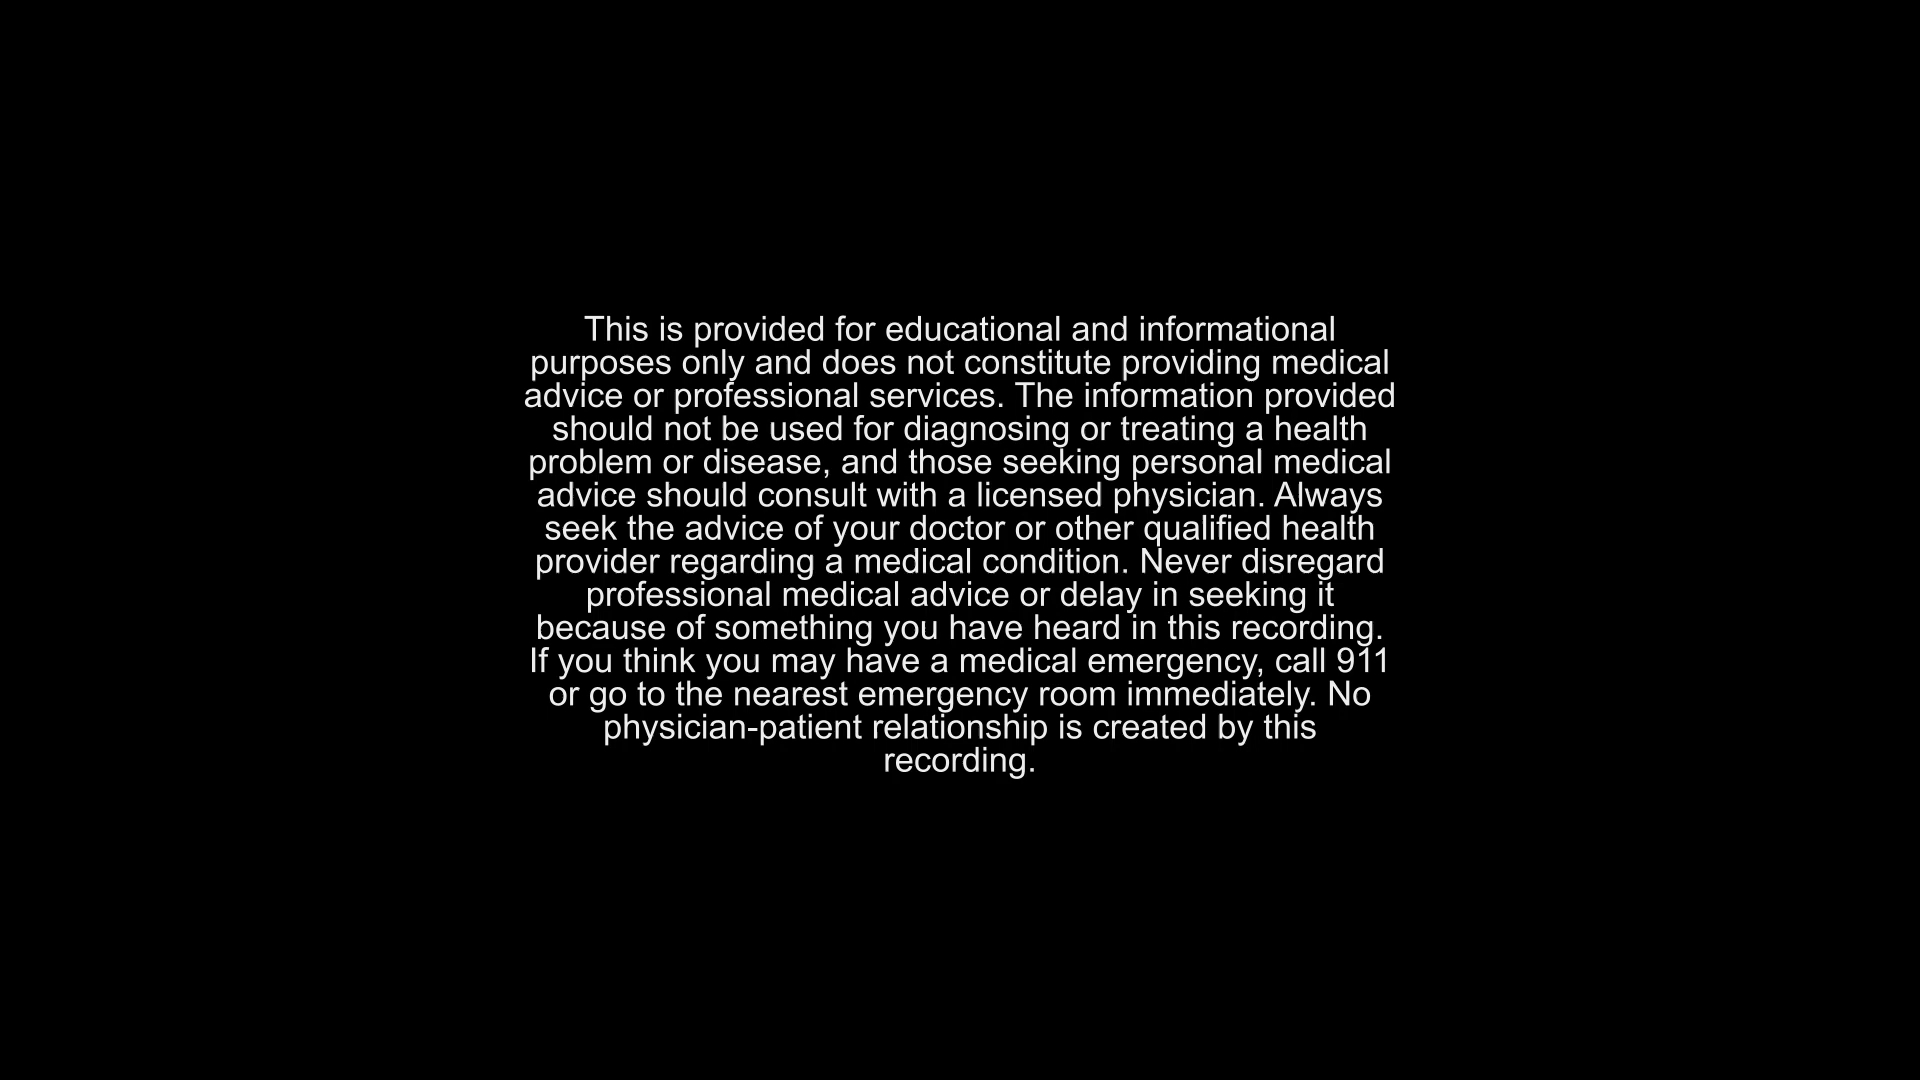 This is provided for educational and informational
purposes only and does not constitute providing medical
advice or professional services. The information provided
should not be used for diagnosing or treating a health
problem or disease, and those seeking personal medical
advice should consult with a licensed physician. Always
seek the advice of your doctor or other qualified health
provider regarding a medical condition. Never disregard
professional medical advice or delay in seeking it
because of something you have heard in this recording.
If you think you may have a medical emergency, call 911
or go to the nearest emergency room immediately. No
physician-patient relationship is created by this
recording.